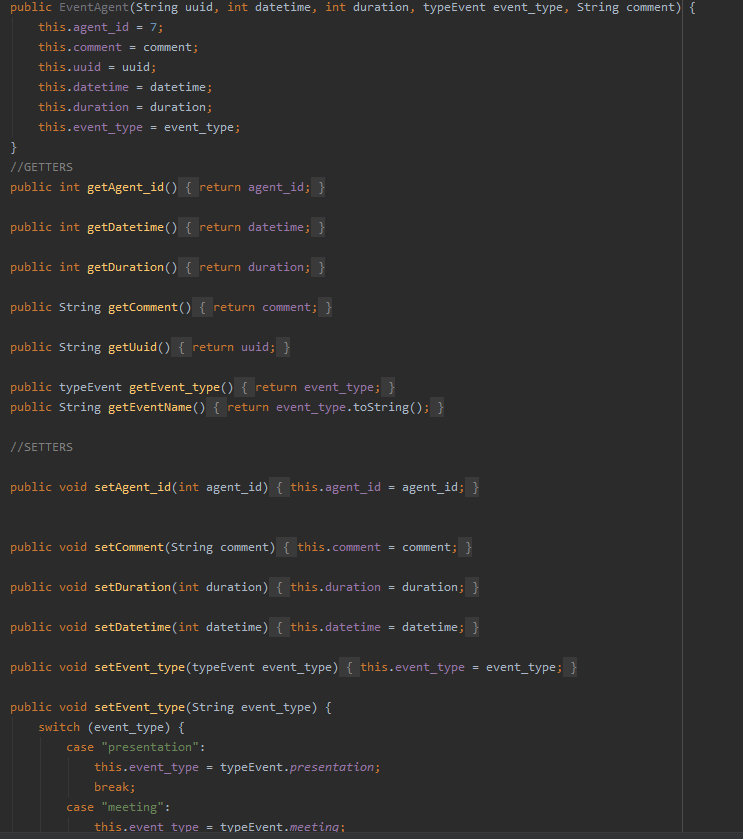 public EventAgent(String uuid, int datetime, int duration, typeEvent event_type, String comment) {
this.agent_id = 7;
this.comment = comment;
this.uuid = uuid;
this.datetime = datetime;
this.duration = duration;
this.event_type = event_type;
}
//GETTERS
public int getAgent_id() { return agent_id; }
public int getDatetime() { return datetime; }
public int getDuration() { return duration; }
public String getComment() { return comment; }
public String getUuid() { return uuid; }
public typeEvent getEvent_type() { return event_type; }
public String getEventName() { return event_type.toString(); }
//SETTERS
public void setAgent_id(int agent_id) { this.agent_id = agent_id; }
public void setComment(String comment) { this.comment = comment; }
public void setDuration(int duration) { this.duration = duration; }
public void setDatetime(int datetime) { this.datetime = datetime; }
public void setEvent_type(typeEvent event_type) { this.event_type = event_type; }
public void setEvent_type(String event_type) {
switch (event_type) {
case "presentation":
this.event_type = typeEvent.presentation;
break;
case "meeting":
this.event_type = typeEvent.meeting;